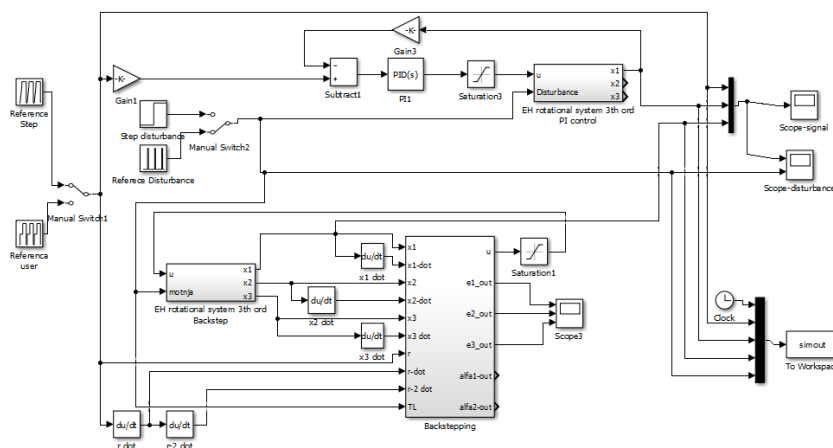 -K-
Gain3
Reference
Step
-K-
Gain1
−
+
Subtract1
PID(s)
PI1
Saturation3
u
Disturbance
x1
x2
x3
EH rotational system 3th ord
PI control
Scope-signal
Step disturbance
Manual Switch2
Referece Disturbance
Scope-disturbance
Manual Switch1
Referenca
user
u
motnja
x1
x2
x3
EH rotational system 3th ord
Backstep
du/dt
x1 dot
du/dt
x2 dot
du/dt
x3 dot
x1
x1-dot
x2
x2-dot
x3
x3 dot
r
r-dot
r-2 dot
TL
u
e1_out
e2_out
e3_out
alfa1-out
alfa2-out
Backstepping
Saturation1
Scope3
Clock
simout
To Workspac
du/dt
r dot
du/dt